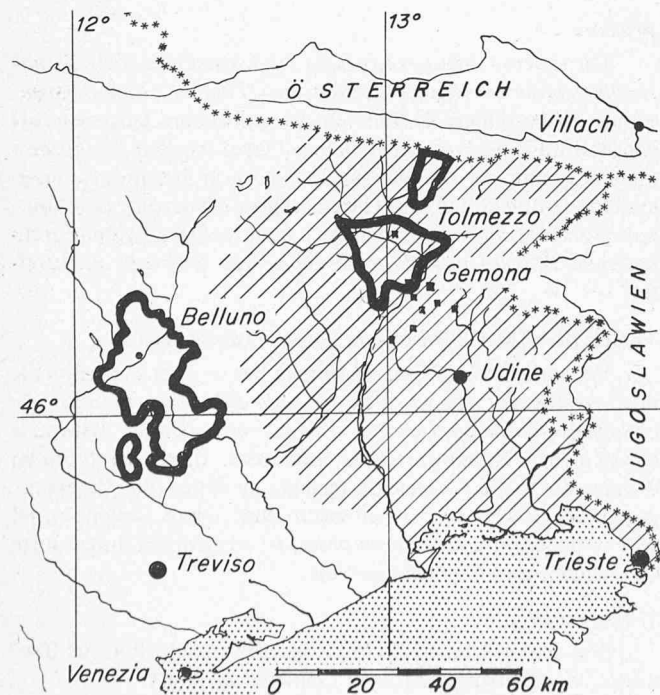 12°
13°
ÖSTERREICH
Villach
Tolmezzo
Gemona
Belluno
Udine
46°
JUGOSLAWIEN
Treviso
Trieste
Venezia
0 20 40 60 km